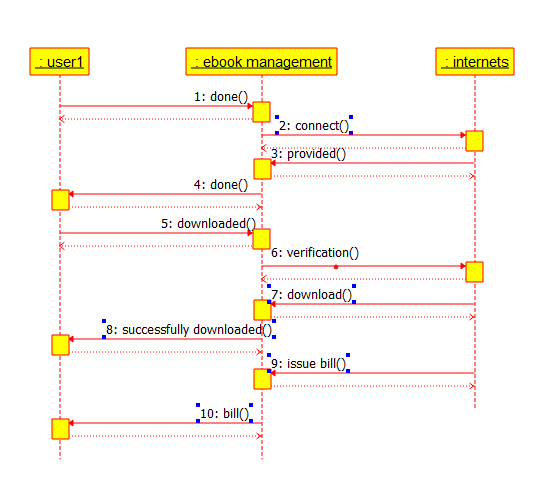 : user1
: ebook management
: internets
1: done()
2: connect()
3: provided()
4: done()
5: downloaded()
6: verification()
7: download()
8: successfully downloaded()
9: issue bill()
10: bill()